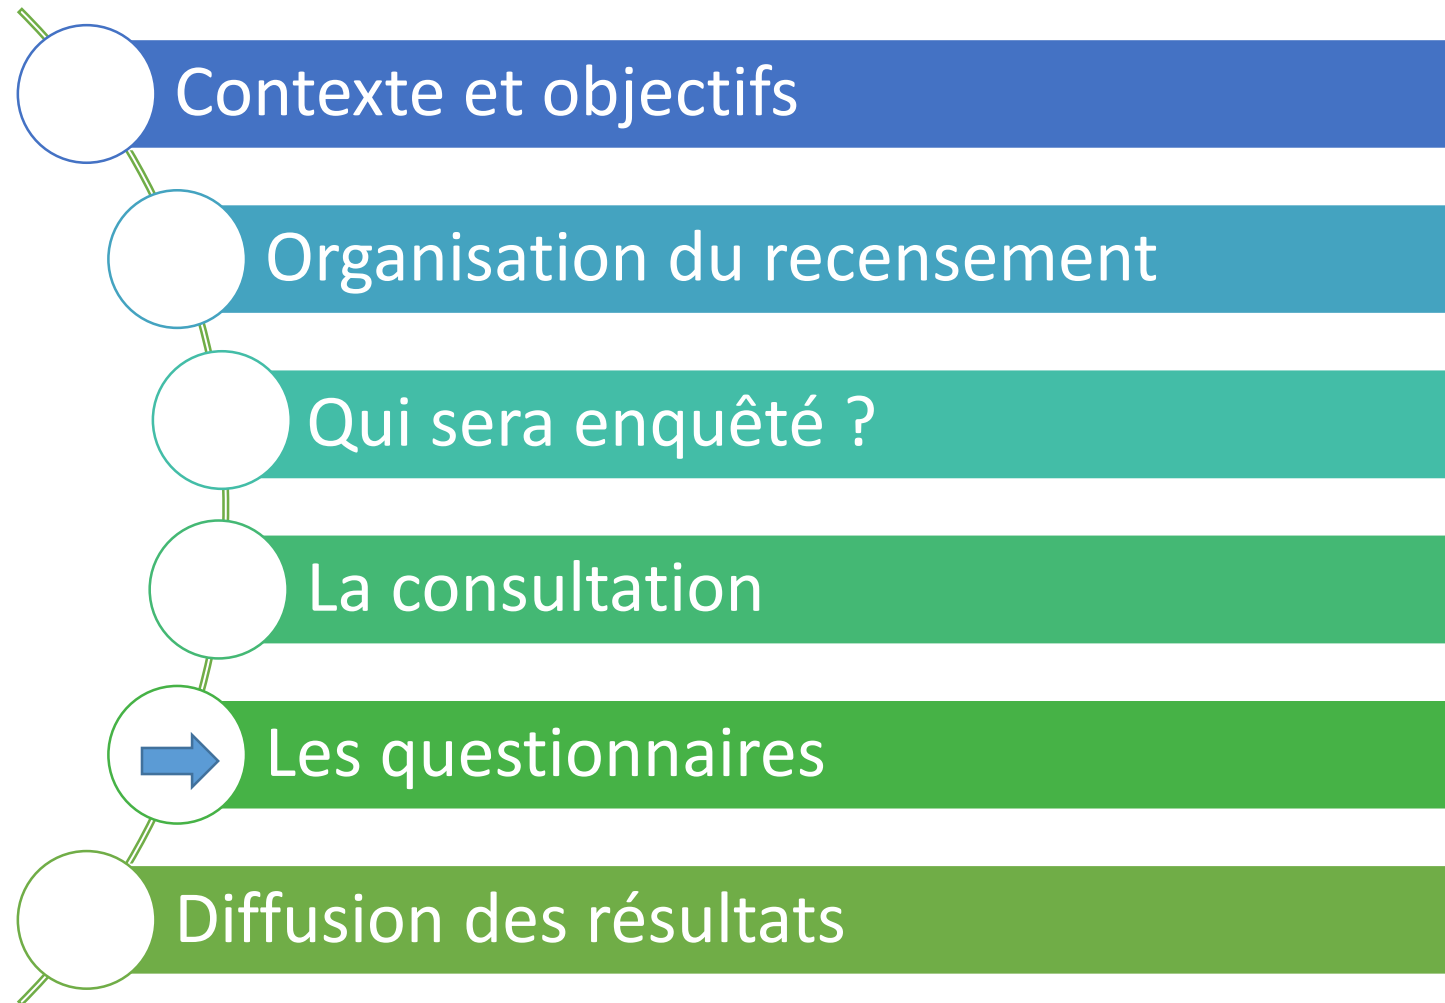 Contexte et objectifs
Organisation du recensement
Qui sera enquêté ?
La consultation
Les questionnaires
Diffusion des résultats